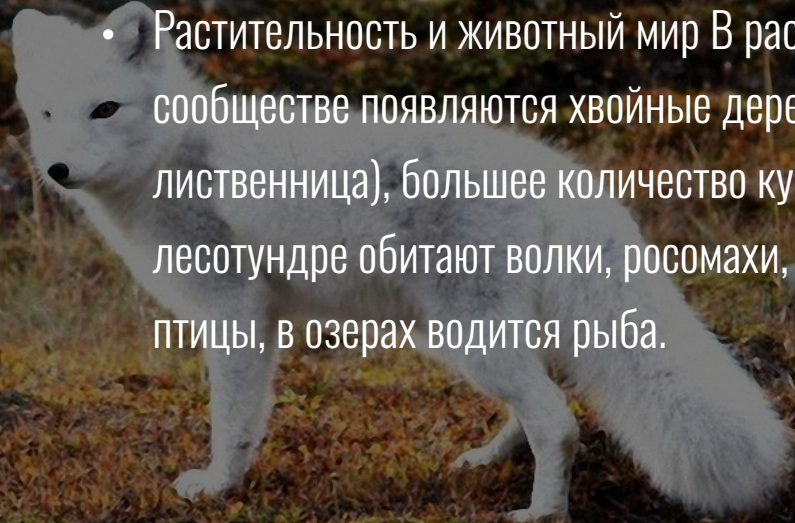 • Растительность и животный мир В
сообществе появляются хвойные
лиственница), большее количество
лесотундре обитают волки, росомахи,
птицы, в озерах водится рыба.